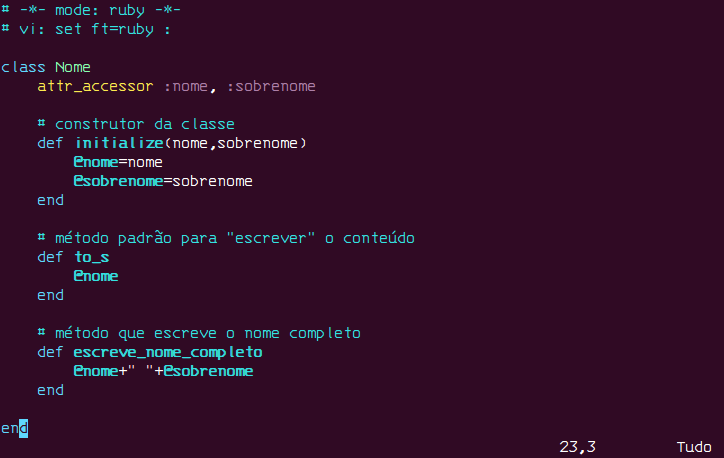 # -*- mode: ruby -*-
# vi: set ft=ruby :

class Nome
    attr_accessor :nome, :sobrenome

    # construtor da classe
    def initialize(nome,sobrenome)
        @nome=nome
        @sobrenome=sobrenome
    end

    # método padrão para "escrever" o conteúdo
    def to_s
        @nome
    end

    # método que escreve o nome completo
    def escreve_nome_completo
        @nome+" "+@sobrenome
    end

end
23,3 Tudo